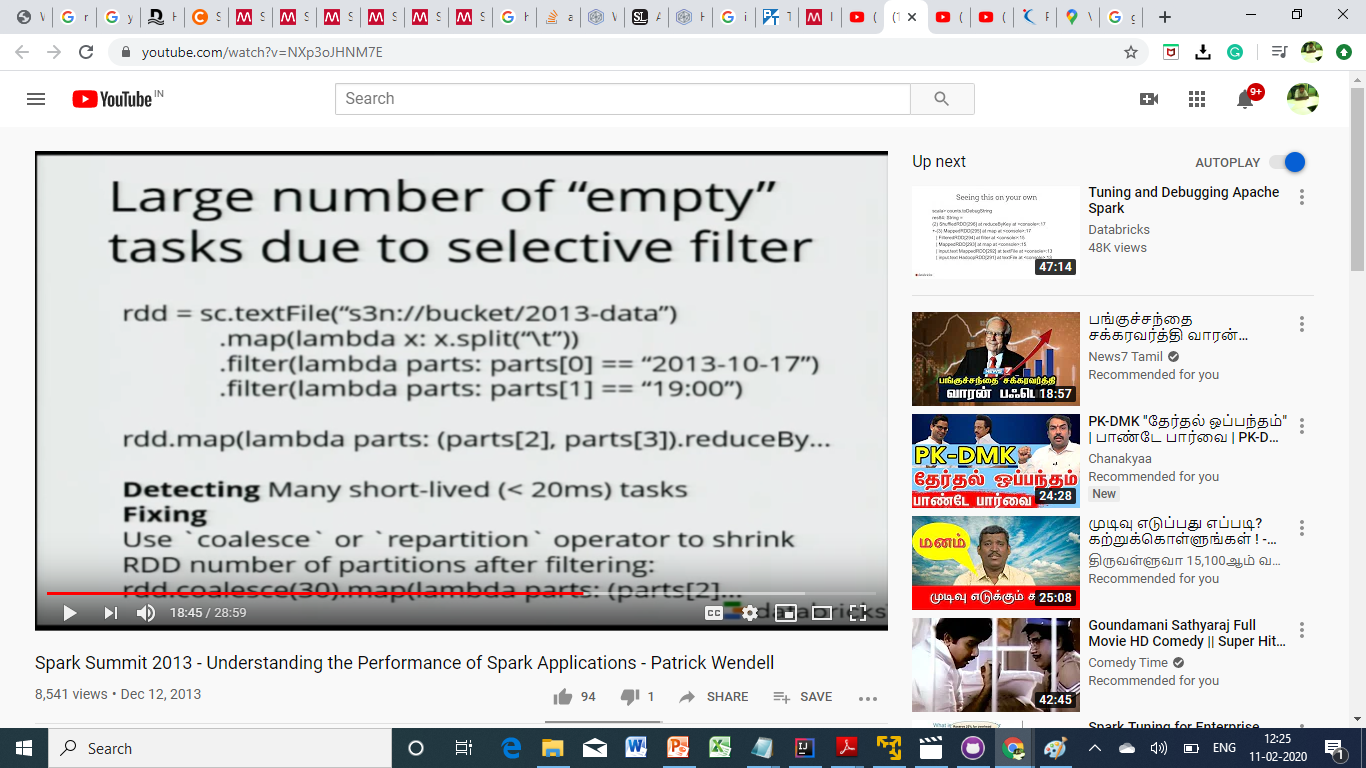 youtube.com/watch?v=NXp3oJHNM7E
YouTube IN
Search
9+
Large number of “empty”
tasks due to selective filter
rdd = sc.textFile(“s3n://bucket/2013-data”)
.map(lambda x: x.split(“\t”))
.filter(lambda parts: parts[0] == “2013-10-17”)
.filter(lambda parts: parts[1] == “19:00”)
rdd.map(lambda parts: (parts[2], parts[3]).reduceBy…
Detecting Many short-lived (< 20ms) tasks
Fixing
Use `coalesce` or `repartition` operator to shrink
RDD number of partitions after filtering:
rdd.coalesce(30).map(lambda parts: (parts[2]…
18:45 / 28:59
CC
databricks
Spark Summit 2013 - Understanding the Performance of Spark Applications - Patrick Wendell
8,541 views • Dec 12, 2013
94
1
SHARE
SAVE
Up next
AUTOPLAY
Seeing this on your own
47:14
Tuning and Debugging Apache
Spark
Databricks
48K views
பங்குச்சந்தை சக்கரவர்த்தி
வாரன் பஃபெ
18:57
பங்குச்சந்தை
சக்கரவர்த்தி வாரன்...
News7 Tamil
Recommended for you
PK-DMK
தேர்தல் ஒப்பந்தம்
பாண்டே பார்வை
24:28
PK-DMK "தேர்தல் ஒப்பந்தம்"
| பாண்டே பார்வை | PK-D...
Chanakyaa
Recommended for you
New
மனம்
முடிவு எடுக்கும் க
25:08
முடிவு எடுப்பது எப்படி?
கற்றுக்கொள்ளுங்கள் ! -...
திருவள்ளுவா 15,100ஆம் வ...
Recommended for you
42:45
Goundamani Sathyaraj Full
Movie HD Comedy || Super Hit...
Comedy Time
Recommended for you
Spark Tuning for Enterprise
Search
ENG
12:25
11-02-2020
1